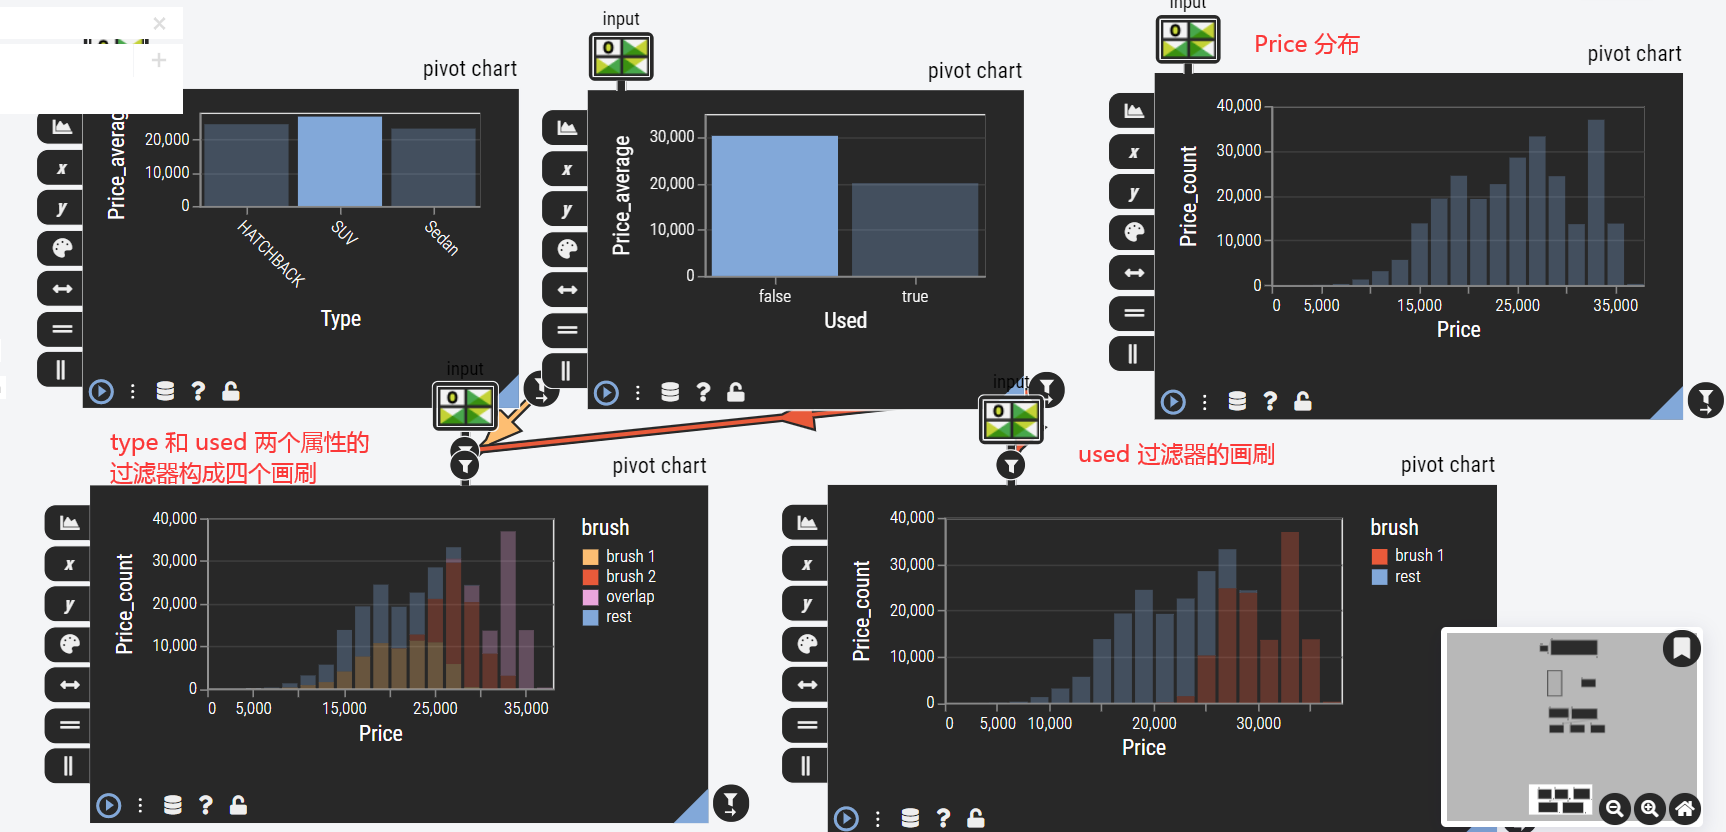 input
input
Price 分布
pivot chart
pivot chart
pivot chart
Price_averag
20,000
10,000
0
HATCHBACK
SUV
Sedan
Type
x
y
Price_average
30,000
20,000
10,000
0
false
true
Used
x
y
Price_count
40,000
30,000
20,000
10,000
0
0
5,000
15,000
25,000
35,000
Price
x
y
input
input
type 和 used 两个属性的
过滤器构成四个画刷
used 过滤器的画刷
pivot chart
pivot chart
Price_count
40,000
30,000
20,000
10,000
0
0
5,000
15,000
25,000
35,000
Price
brush
brush 1
brush 2
overlap
rest
x
y
Price_count
40,000
30,000
20,000
10,000
0
0
5,000
10,000
20,000
30,000
Price
brush
brush 1
rest
x
y